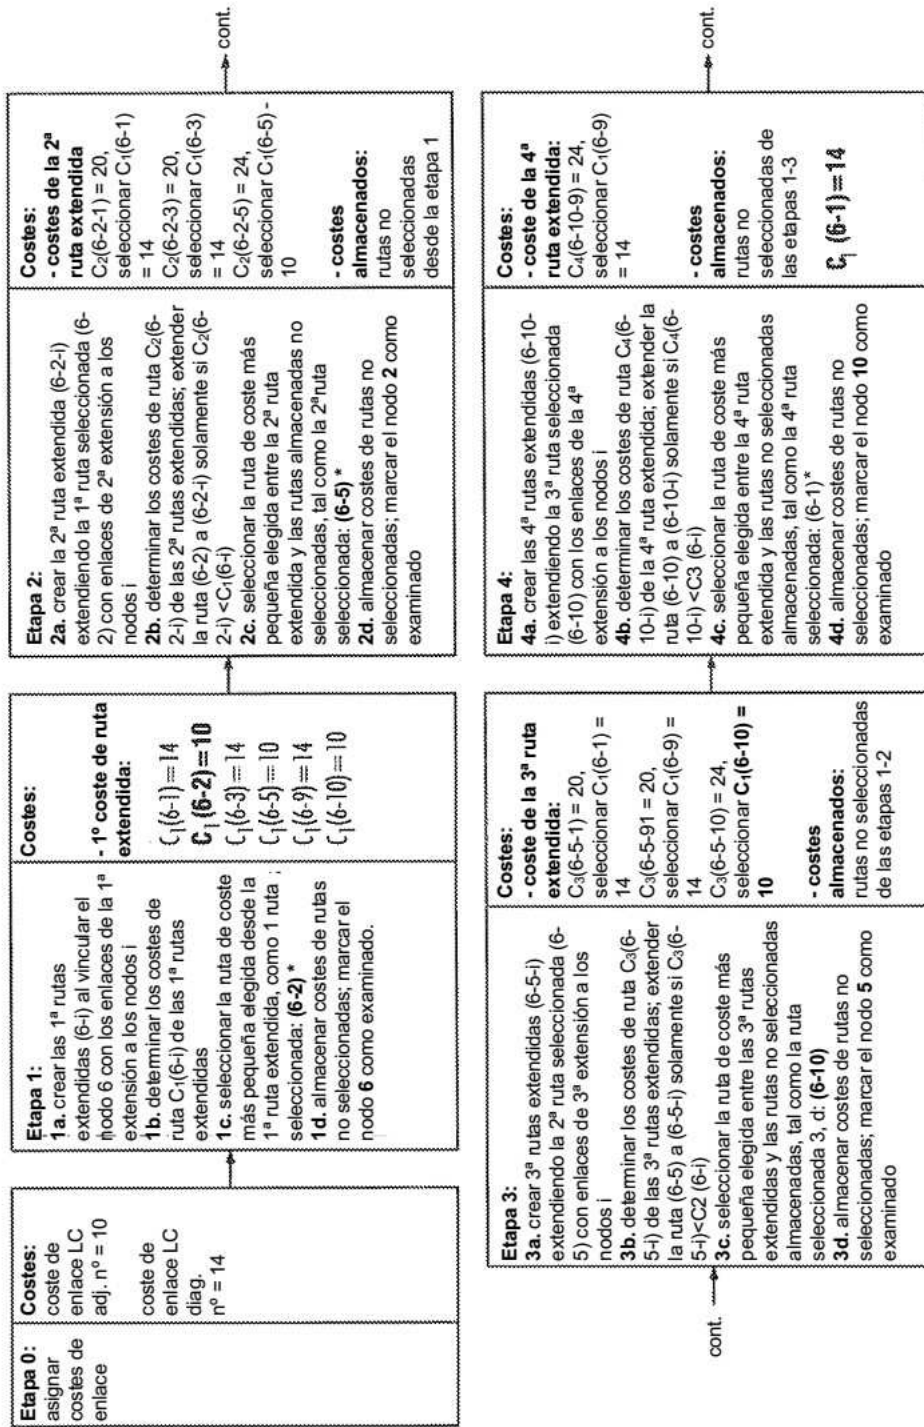 Etapa 0:
asignar
costes de
enlace
Costes:
coste de
enlace LC
adj. nº = 10
coste de
enlace LC
diag.
nº = 14
Etapa 1:
1a. crear las 1ª rutas
extendidas (6-i) al vincular el
nodo 6 con los enlaces de la 1ª
extensión a los nodos i
1b. determinar los costes de
ruta C₁(6-i) de las 1ª rutas
extendidas
1c. seleccionar la ruta de coste
más pequeña elegida desde la
1ª ruta extendida, como 1 ruta ;
seleccionada: (6-2) *
1d. almacenar costes de rutas
no seleccionadas; marcar el
nodo 6 como examinado.
Costes:
- 1º coste de ruta
extendida:
C₁(6-1)=14
C₁(6-2)=10
C₁(6-3)=14
C₁(6-5)=10
C₁(6-9)=14
C₁(6-10)=10
Etapa 2:
2a. crear la 2ª ruta extendida (6-2-i)
extendiendo la 1ª ruta seleccionada (6-
2) con enlaces de 2ª extensión a los
nodos i
2b. determinar los costes de ruta C₂(6-
2-i) de las 2ª rutas extendidas; extender
la ruta (6-2) a (6-2-i) solamente si C₂(6-
2-i) <C₁(6-i)
2c. seleccionar la ruta de coste más
pequeña elegida entre la 2ª ruta
extendida y las rutas almacenadas no
seleccionadas, tal como la 2ªruta
seleccionada: (6-5) *
2d. almacenar costes de rutas no
seleccionadas; marcar el nodo 2 como
examinado
Costes:
- costes de la 2ª
ruta extendida
C₂(6-2-1) = 20,
seleccionar C₁(6-1)
= 14
C₂(6-2-3) = 20,
seleccionar C₁(6-3)
= 14
C₂(6-2-5) = 24,
seleccionar C₁(6-5) -
10
- costes
almacenados:
rutas no
seleccionadas
desde la etapa 1
cont.
cont.
Etapa 3:
3a. crear 3ª rutas extendidas (6-5-i)
extendiendo la 2ª ruta seleccionada (6-
5) con enlaces de 3ª extensión a los
nodos i
3b. determinar los costes de ruta C₃(6-
5-i) de las 3ª rutas extendidas; extender
la ruta (6-5) a (6-5-i) solamente si C₃(6-
5-i)<C2 (6-i)
3c. seleccionar la ruta de coste más
pequeña elegida entre las 3ª rutas
extendidas y las rutas no seleccionadas
almacenadas, tal como la ruta
seleccionada 3, d: (6-10)
3d. almacenar costes de rutas no
seleccionadas; marcar el nodo 5 como
examinado
Costes:
- coste de la 3ª ruta
extendida:
C₃(6-5-1) = 20,
seleccionar C₁(6-1) =
14
C₃(6-5-91 = 20,
seleccionar C₁(6-9) =
14
C₃(6-5-10) = 24,
seleccionar C₁(6-10) =
10
- costes
almacenados:
rutas no seleccionadas
de las etapas 1-2
Etapa 4:
4a. crear las 4ª rutas extendidas (6-10-
i) extendiendo la 3ª ruta seleccionada
(6-10) con los enlaces de la 4ª
extensión a los nodos i
4b. determinar los costes de ruta C₄(6-
10-i) de la 4ª ruta extendida; extender la
ruta (6-10) a (6-10-i) solamente si C₄(6-
10-i) <C3 (6-i)
4c. seleccionar la ruta de coste más
pequeña elegida entre la 4ª ruta
extendida y las rutas no seleccionadas
almacenadas, tal como la 4ª ruta
seleccionada: (6-1) *
4d. almacenar costes de rutas no
seleccionadas; marcar el nodo 10 como
examinado
Costes:
- coste de la 4ª
ruta extendida:
C₄(6-10-9) = 24,
seleccionar C₁(6-9)
= 14
- costes
almacenados:
rutas no
seleccionadas de
las etapas 1-3
C₁ (6-1)=14
cont.